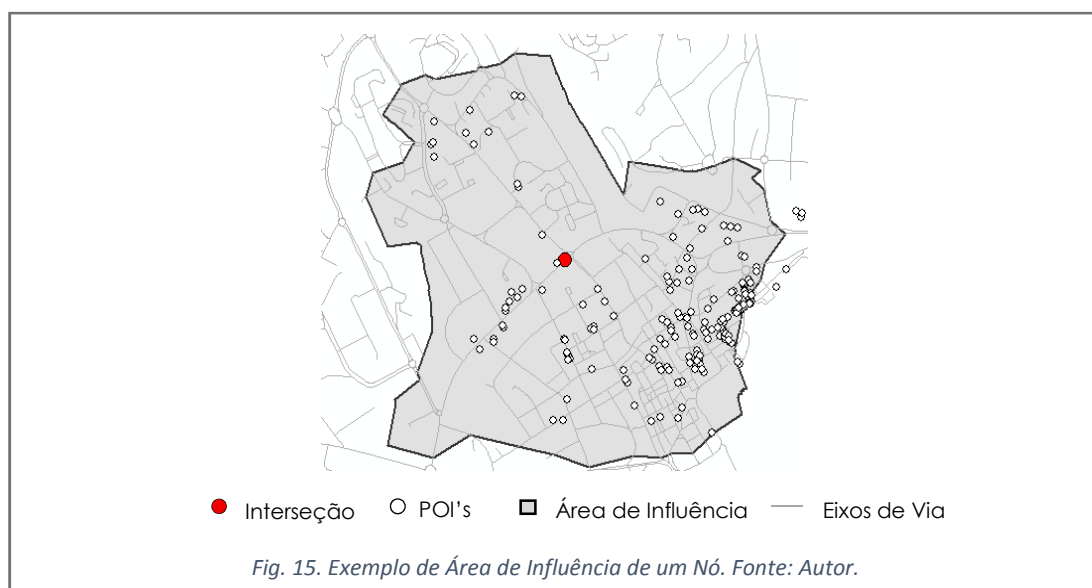 Interseção POI's Área de Influência Eixos de Via
Fig. 15. Exemplo de Área de Influência de um Nó. Fonte: Autor.